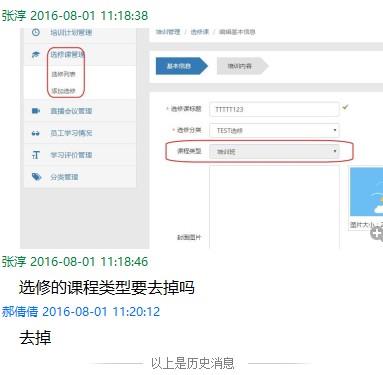 张淳 2016-08-01 11:18:38
培训计划管理
选修课管理
选修列表
添加选修
直播会议管理
员工学习情况
学习评价管理
分类管理
培训管理 / 选修课 / 编辑基本信息
基本信息
培训内容
* 选修课标题 TTTTT123
* 选修分类 TEST选修
课程类型 培训班
封面图片
图片大小：
张淳 2016-08-01 11:18:46
选修的课程类型要去掉吗
郝倩倩 2016-08-01 11:20:12
去掉
以上是历史消息